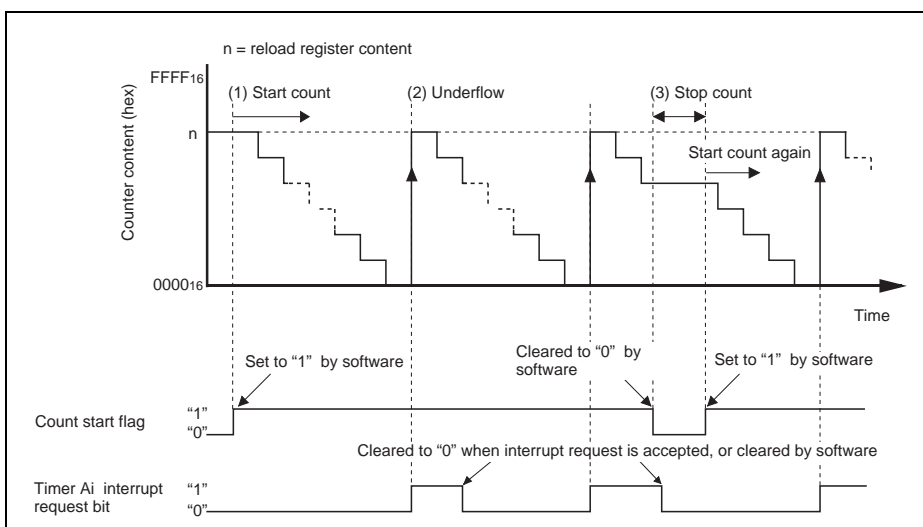 n = reload register content
FFFF16
Counter content (hex)
n
000016
(1) Start count
(2) Underflow
(3) Stop count
Start count again
Time
Set to “1” by software
Cleared to “0” by
software
Set to “1” by software
Count start flag
“1”
“0”
Cleared to “0” when interrupt request is accepted, or cleared by software
Timer Ai interrupt
request bit
“1”
“0”